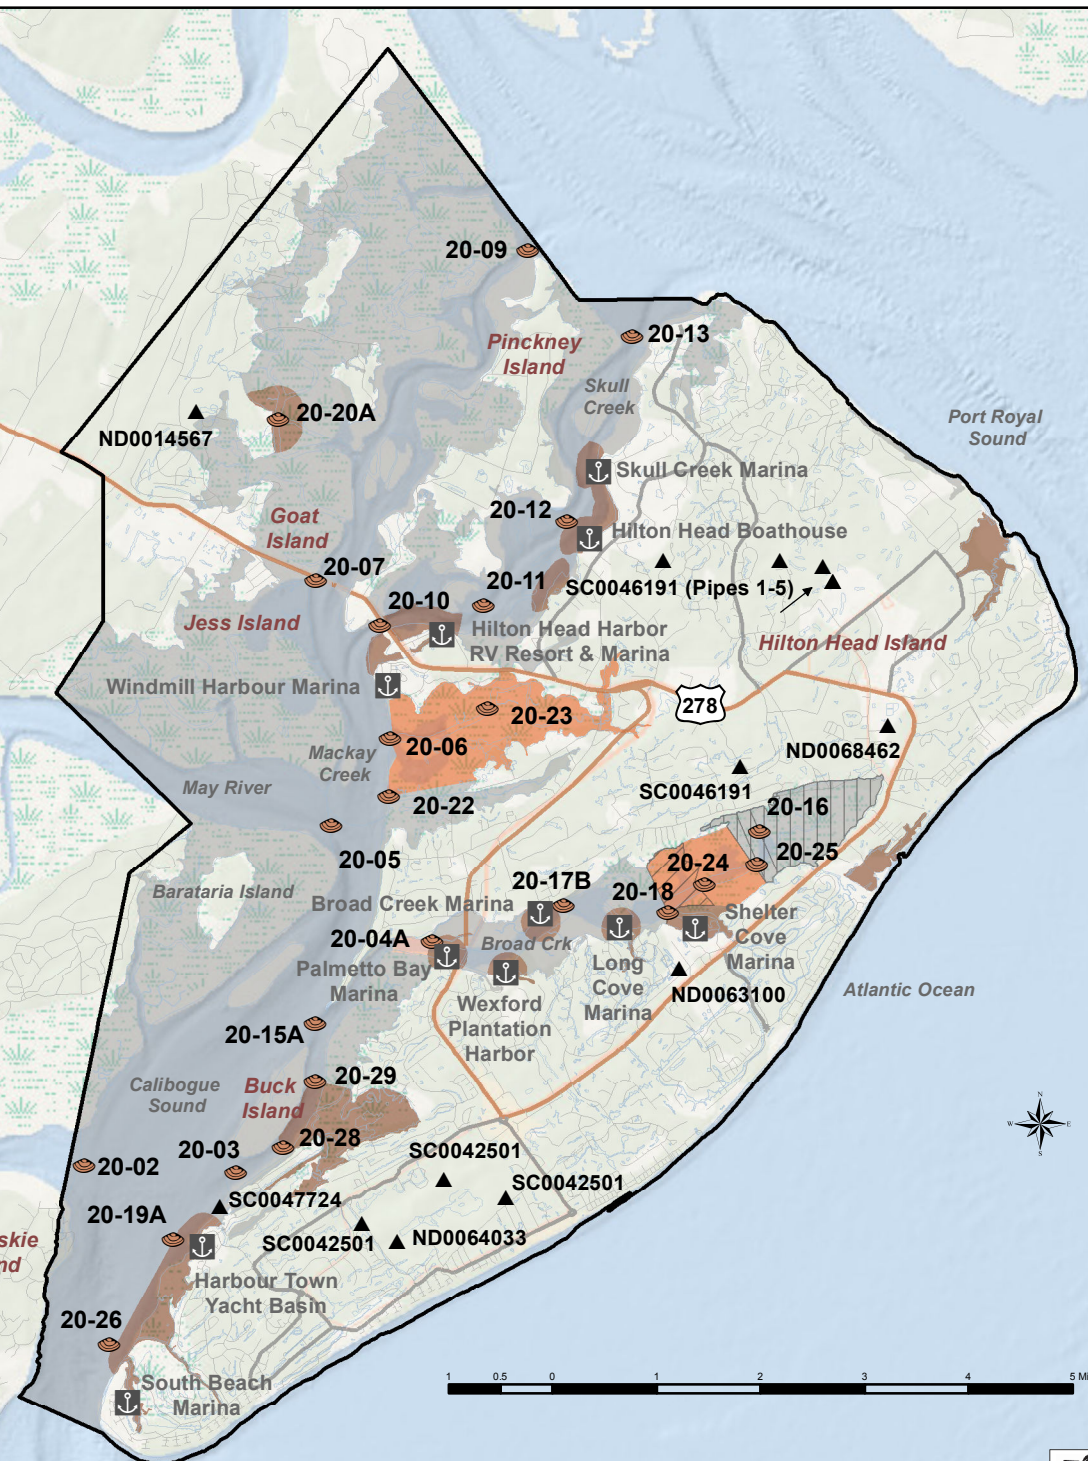 20-09
20-13
Pinckney
Island
Skull
Creek
20-20A
ND0014567
Port Royal
Sound
Skull Creek Marina
20-12
Hilton Head Boathouse
Goat
Island
20-07
20-11
SC0046191 (Pipes 1-5)
20-10
Jess Island
Hilton Head Harbor
RV Resort & Marina
Hilton Head Island
Windmill Harbour Marina
278
20-23
20-06
ND0068462
Mackay
Creek
May River
SC0046191
20-22
20-16
20-05
20-25
20-24
Barataria Island
20-17B
20-18
Broad Creek Marina
Shelter
Cove
Marina
20-04A
Broad Crk
Palmetto Bay
Marina
Long
Cove
Marina
ND0063100
Atlantic Ocean
Wexford
Plantation
Harbor
20-15A
20-29
Calibogue
Sound
Buck
Island
20-28
20-03
SC0042501
20-02
SC0042501
SC0047724
20-19A
SC0042501
ND0064033
skie
nd
Harbour Town
Yacht Basin
20-26
South Beach
Marina
N
W
E
S
1 0.5 0 1 2 3 4 5 Mi